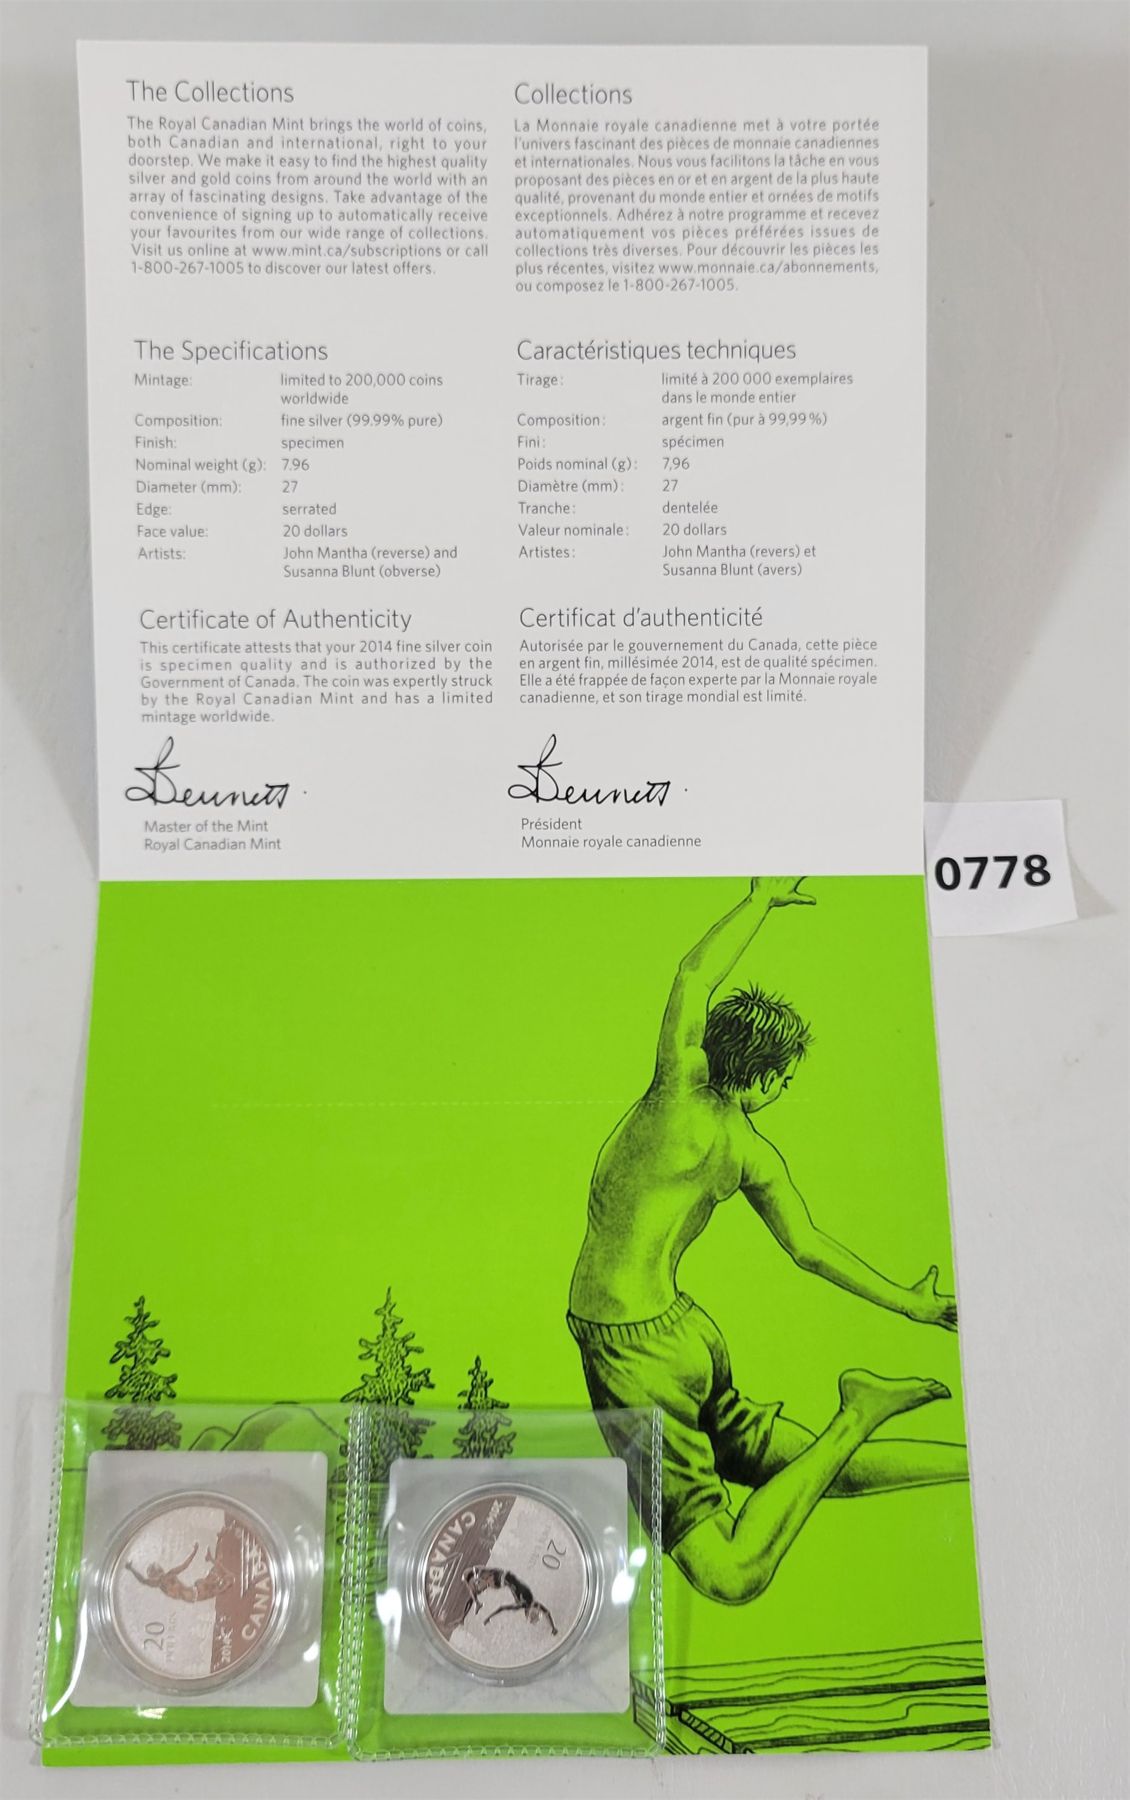 The Collections
The Royal Canadian Mint brings the world of coins,
both Canadian and international, right to your
doorstep. We make it easy to find the highest quality
silver and gold coins from around the world with an
array of fascinating designs. Take advantage of the
convenience of signing up to automatically receive
your favourites from our wide range of collections.
Visit us online at www.mint.ca/subscriptions or call
1-800-267-1005 to discover our latest offers.
Collections
La Monnaie royale canadienne met à votre portée
l'univers fascinant des pièces de monnaie canadiennes
et internationales. Nous vous facilitons la tâche en vous
proposant des pièces en or et en argent de la plus haute
qualité, provenant du monde entier et ornées de motifs
exceptionnels. Adhérez à notre programme et recevez
automatiquement vos pièces préférées issues de
collections très diverses. Pour découvrir les pièces les
plus récentes, visitez www.monnaie.ca/abonnements,
ou composez le 1-800-267-1005.
The Specifications
Mintage: limited to 200,000 coins
worldwide
Composition: fine silver (99.99% pure)
Finish: specimen
Nominal weight (g): 7.96
Diameter (mm): 27
Edge: serrated
Face value: 20 dollars
Artists: John Mantha (reverse) and
Susanna Blunt (obverse)
Caractéristiques techniques
Tirage : limité à 200 000 exemplaires
dans le monde entier
Composition : argent fin (pur à 99,99 %)
Fini : spécimen
Poids nominal (g) : 7,96
Diamètre (mm) : 27
Tranche : dentelée
Valeur nominale : 20 dollars
Artistes : John Mantha (revers) et
Susanna Blunt (avers)
Certificate of Authenticity
This certificate attests that your 2014 fine silver coin
is specimen quality and is authorized by the
Government of Canada. The coin was expertly struck
by the Royal Canadian Mint and has a limited
mintage worldwide.
Bennett
Master of the Mint
Royal Canadian Mint
Certificat d'authenticité
Autorisée par le gouvernement du Canada, cette pièce
en argent fin, millésimée 2014, est de qualité spécimen.
Elle a été frappée de façon experte par la Monnaie royale
canadienne, et son tirage mondial est limité.
Bennett
Président
Monnaie royale canadienne
0778
20
2014
CANADA
CANADA
2014
20